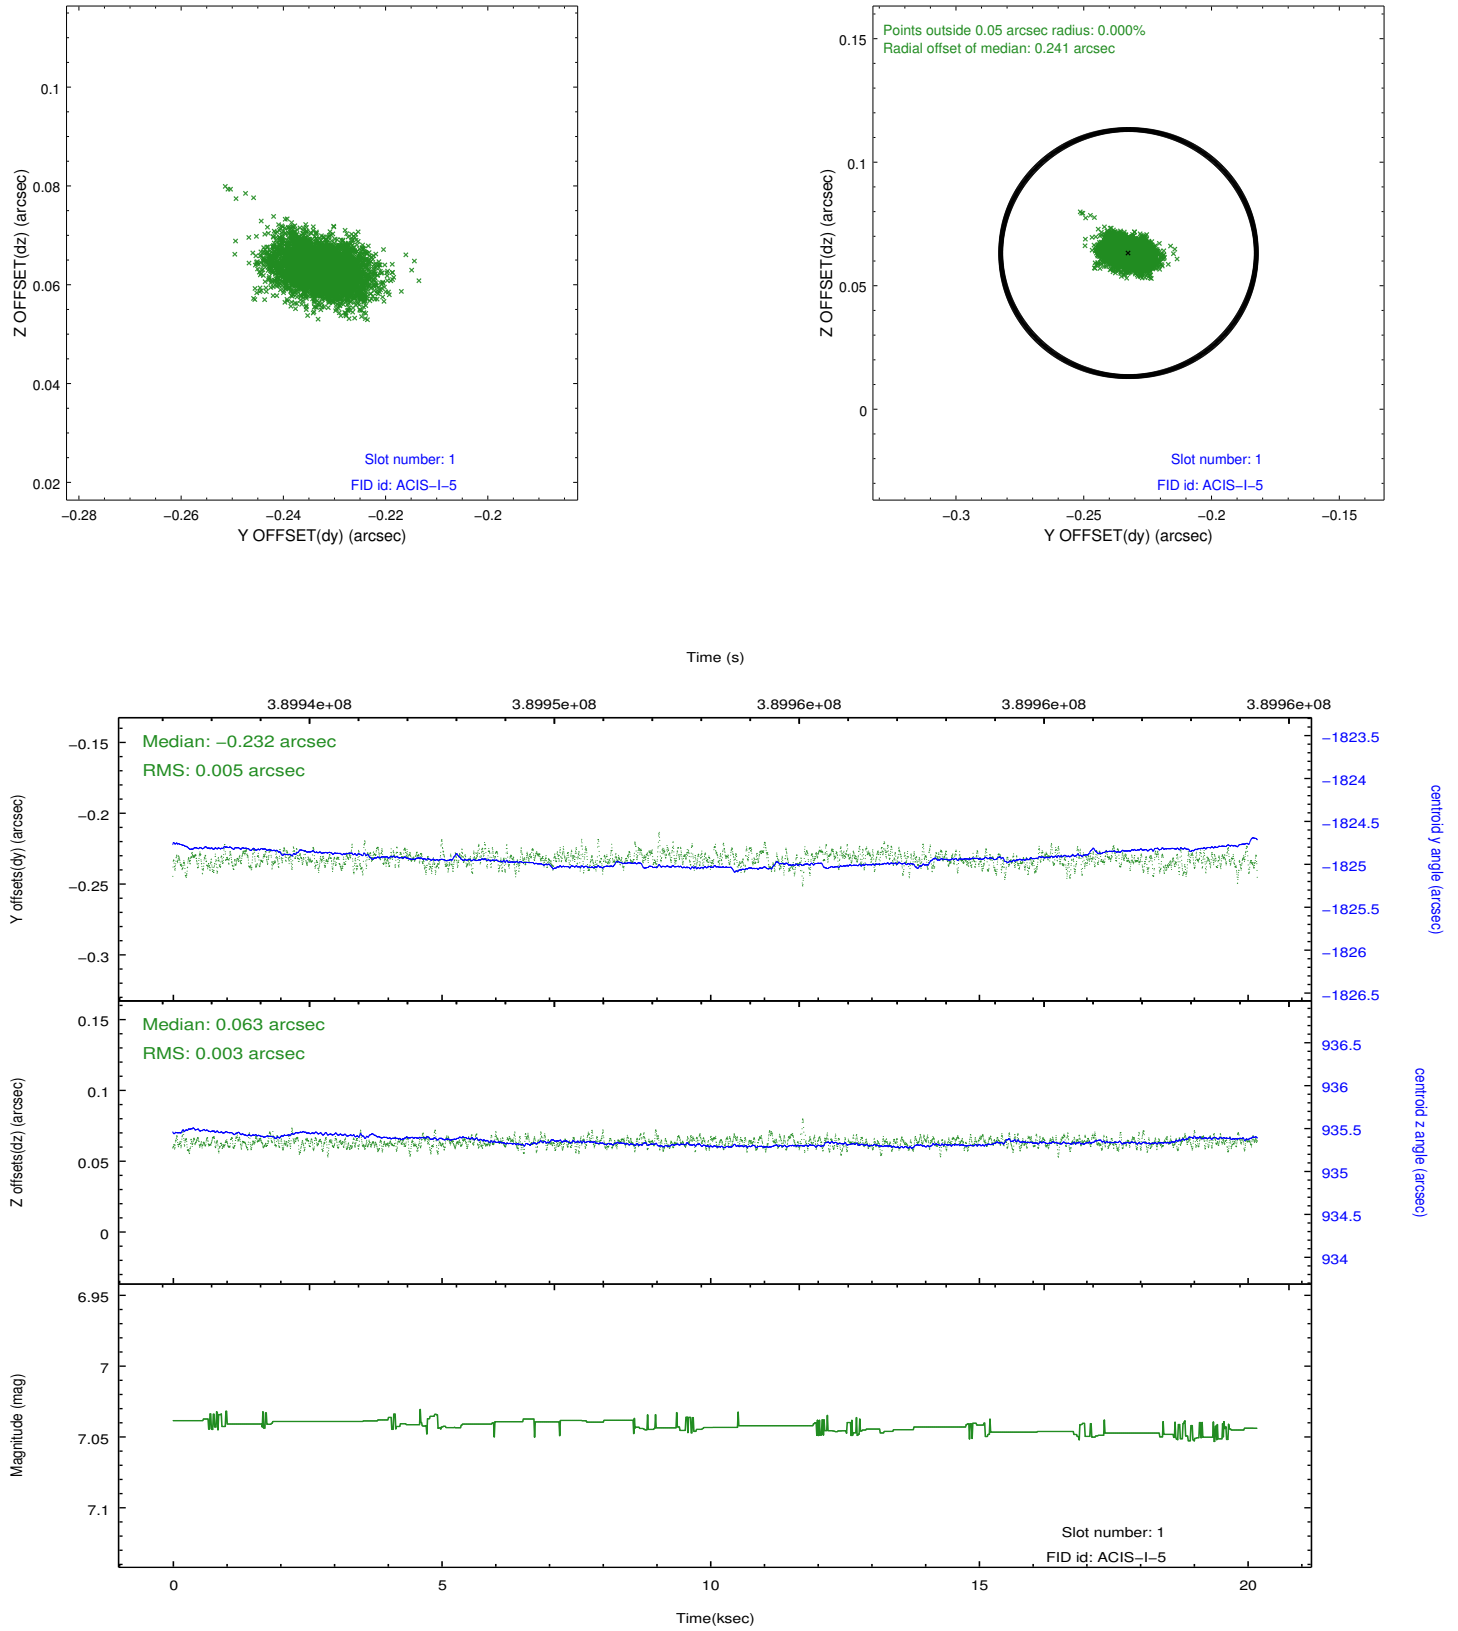 0.1
0.08
0.06
0.04
0.02
Z OFFSET(dz) (arcsec)
Slot number: 1
FID id: ACIS−I−5
−0.28 −0.26 −0.24 −0.22 −0.2
Y OFFSET(dy) (arcsec)
Points outside 0.05 arcsec radius: 0.000%
Radial offset of median: 0.241 arcsec
0.15
0.1
0.05
0
Z OFFSET(dz) (arcsec)
Slot number: 1
FID id: ACIS−I−5
−0.3 −0.25 −0.2 −0.15
Y OFFSET(dy) (arcsec)
Time (s)
3.8994e+08 3.8995e+08 3.8996e+08 3.8996e+08 3.8996e+08
Median: −0.232 arcsec
RMS: 0.005 arcsec
−0.15
−0.2
−0.25
−0.3
Y offsets(dy) (arcsec)
−1823.5
−1824
−1824.5
−1825
−1825.5
−1826
−1826.5
centroid y angle (arcsec)
Median: 0.063 arcsec
RMS: 0.003 arcsec
0.15
0.1
0.05
0
Z offsets(dz) (arcsec)
936.5
936
935.5
935
934.5
934
centroid z angle (arcsec)
6.95
7
7.05
7.1
Magnitude (mag)
Slot number: 1
FID id: ACIS−I−5
0 5 10 15 20
Time(ksec)